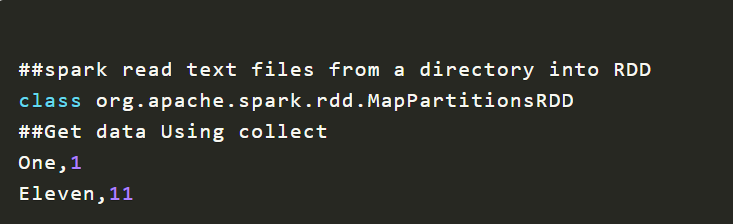 ##spark read text files from a directory into RDD
class org.apache.spark.rdd.MapPartitionsRDD
##Get data Using collect
One,1
Eleven,11